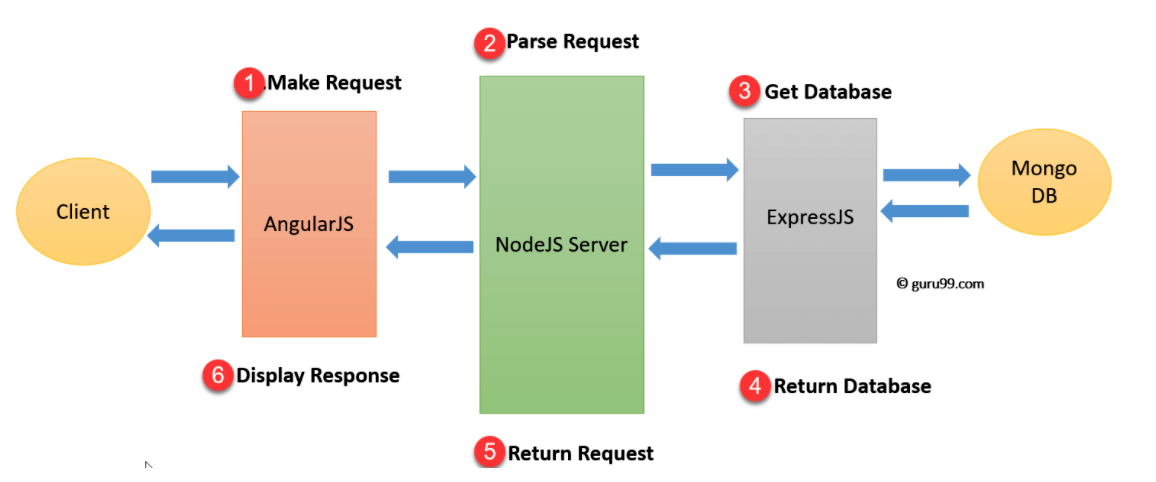 2 Parse Request
1 .Make Request
3 Get Database
Client
AngularJS
NodeJS Server
ExpressJS
Mongo
DB
© guru99.com
6 Display Response
4 Return Database
5 Return Request